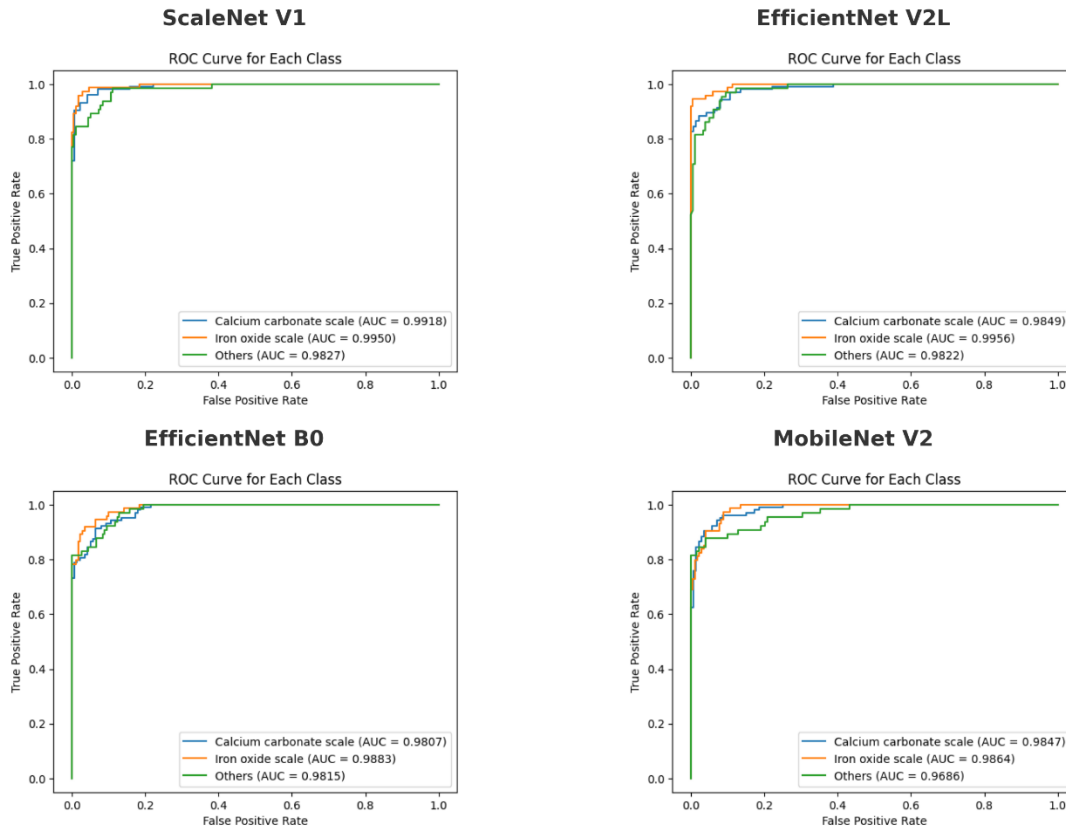 ScaleNet V1
ROC Curve for Each Class
True Positive Rate
1.0
0.8
0.6
0.4
0.2
0.0
Calcium carbonate scale (AUC = 0.9918)
Iron oxide scale (AUC = 0.9950)
Others (AUC = 0.9827)
0.0 0.2 0.4 0.6 0.8 1.0
False Positive Rate
EfficientNet V2L
ROC Curve for Each Class
True Positive Rate
1.0
0.8
0.6
0.4
0.2
0.0
Calcium carbonate scale (AUC = 0.9849)
Iron oxide scale (AUC = 0.9956)
Others (AUC = 0.9822)
0.0 0.2 0.4 0.6 0.8 1.0
False Positive Rate
EfficientNet B0
ROC Curve for Each Class
True Positive Rate
1.0
0.8
0.6
0.4
0.2
0.0
Calcium carbonate scale (AUC = 0.9807)
Iron oxide scale (AUC = 0.9883)
Others (AUC = 0.9815)
0.0 0.2 0.4 0.6 0.8 1.0
False Positive Rate
MobileNet V2
ROC Curve for Each Class
True Positive Rate
1.0
0.8
0.6
0.4
0.2
0.0
Calcium carbonate scale (AUC = 0.9847)
Iron oxide scale (AUC = 0.9864)
Others (AUC = 0.9686)
0.0 0.2 0.4 0.6 0.8 1.0
False Positive Rate